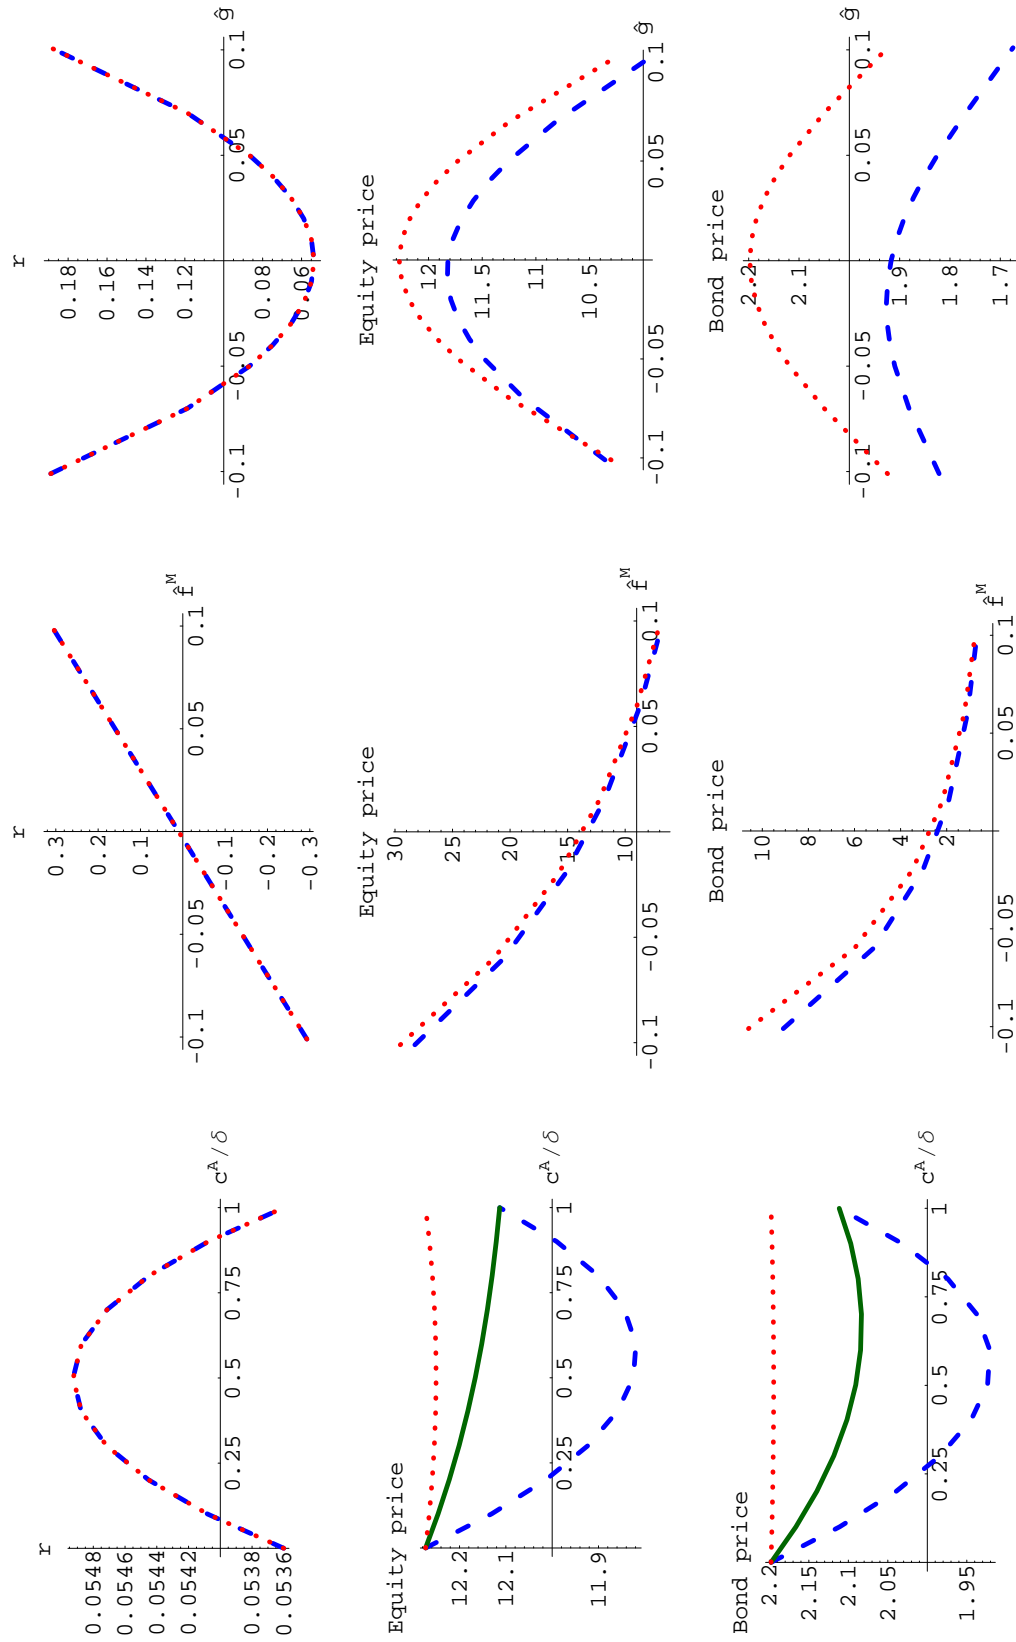 r
0.0548
0.0546
0.0544
0.0542
0.0538
0.0536
0.25 0.5 0.75 1 c^A/δ
r
0.3
0.2
0.1
-0.1
-0.2
-0.3
-0.1 -0.05 0.05 0.1 f̂^M
r
0.18
0.16
0.14
0.12
0.08
0.06
-0.1 -0.05 0.05 0.1 ĝ
Equity price
12.2
12.1
11.9
0.25 0.5 0.75 1 c^A/δ
Equity price
30
25
20
15
10
-0.1 -0.05 0.05 0.1 f̂^M
Equity price
12
11.5
11
10.5
-0.1 -0.05 0.05 0.1 ĝ
Bond price
2.2
2.15
2.1
2.05
1.95
0.25 0.5 0.75 1 c^A/δ
Bond price
10
8
6
4
2
-0.1 -0.05 0.05 0.1 f̂^M
Bond price
2.2
2.1
1.9
1.8
1.7
-0.1 -0.05 0.05 0.1 ĝ